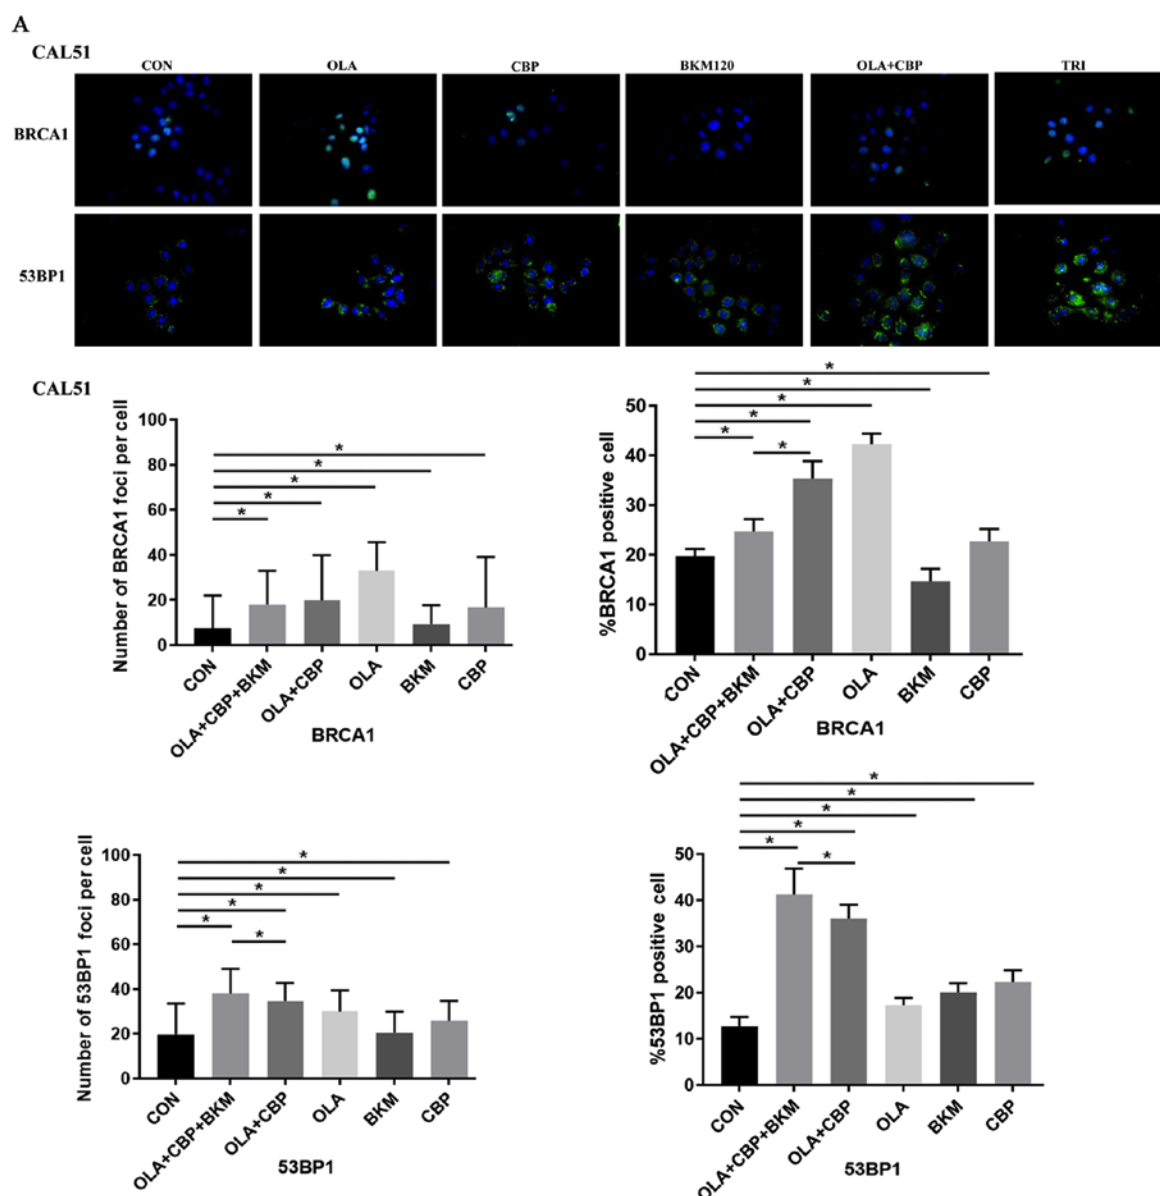 A
CAL51
CON OLA CBP BKM120 OLA+CBP TRI
BRCA1
53BP1
CAL51
Number of BRCA1 foci per cell
100
80
60
40
20
0
* * * * *
CON OLA+CBP+BKM OLA+CBP OLA BKM CBP
BRCA1
%BRCA1 positive cell
50
40
30
20
10
0
* * * * * *
CON OLA+CBP+BKM OLA+CBP OLA BKM CBP
BRCA1
Number of 53BP1 foci per cell
100
80
60
40
20
0
* * * * * *
CON OLA+CBP+BKM OLA+CBP OLA BKM CBP
53BP1
%53BP1 positive cell
50
40
30
20
10
0
* * * * * *
CON OLA+CBP+BKM OLA+CBP OLA BKM CBP
53BP1